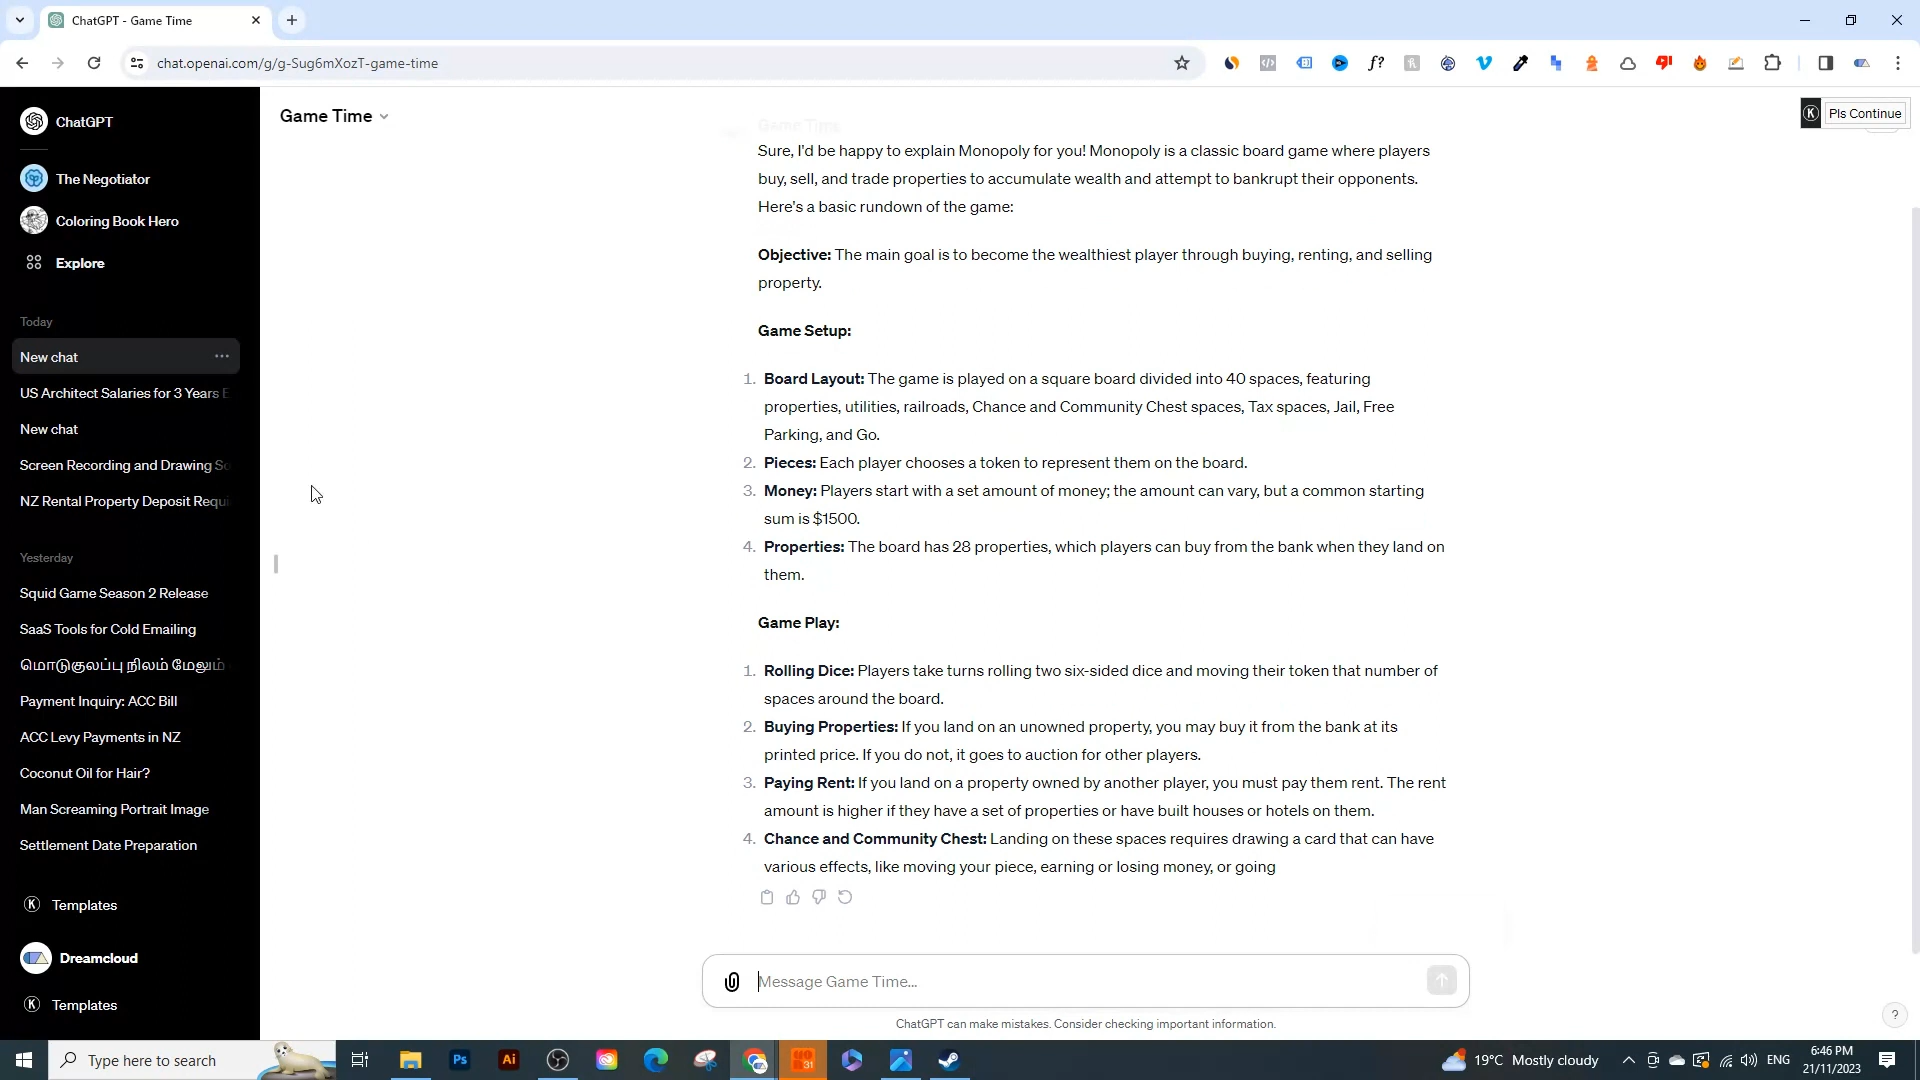 ChatGPT - Game Time
chat.openai.com/g/g-Sug6mXozT-game-time
ChatGPT
The Negotiator
Coloring Book Hero
Explore
Today
New chat
US Architect Salaries for 3 Years E
New chat
Screen Recording and Drawing So
NZ Rental Property Deposit Requi
Yesterday
Squid Game Season 2 Release
SaaS Tools for Cold Emailing
மொடுகுலப்பு நிலம் மேலும்
Payment Inquiry: ACC Bill
ACC Levy Payments in NZ
Coconut Oil for Hair?
Man Screaming Portrait Image
Settlement Date Preparation
Templates
Dreamcloud
Templates
Game Time
Pls Continue
Game Time
Sure, I'd be happy to explain Monopoly for you! Monopoly is a classic board game where players
buy, sell, and trade properties to accumulate wealth and attempt to bankrupt their opponents.
Here's a basic rundown of the game:
Objective: The main goal is to become the wealthiest player through buying, renting, and selling
property.
Game Setup:
1. Board Layout: The game is played on a square board divided into 40 spaces, featuring
properties, utilities, railroads, Chance and Community Chest spaces, Tax spaces, Jail, Free
Parking, and Go.
2. Pieces: Each player chooses a token to represent them on the board.
3. Money: Players start with a set amount of money; the amount can vary, but a common starting
sum is $1500.
4. Properties: The board has 28 properties, which players can buy from the bank when they land on
them.
Game Play:
1. Rolling Dice: Players take turns rolling two six-sided dice and moving their token that number of
spaces around the board.
2. Buying Properties: If you land on an unowned property, you may buy it from the bank at its
printed price. If you do not, it goes to auction for other players.
3. Paying Rent: If you land on a property owned by another player, you must pay them rent. The rent
amount is higher if they have a set of properties or have built houses or hotels on them.
4. Chance and Community Chest: Landing on these spaces requires drawing a card that can have
various effects, like moving your piece, earning or losing money, or going
Message Game Time...
ChatGPT can make mistakes. Consider checking important information.
?
Type here to search
Ps
Ai
31
19°C Mostly cloudy
ENG
6:46 PM
21/11/2023